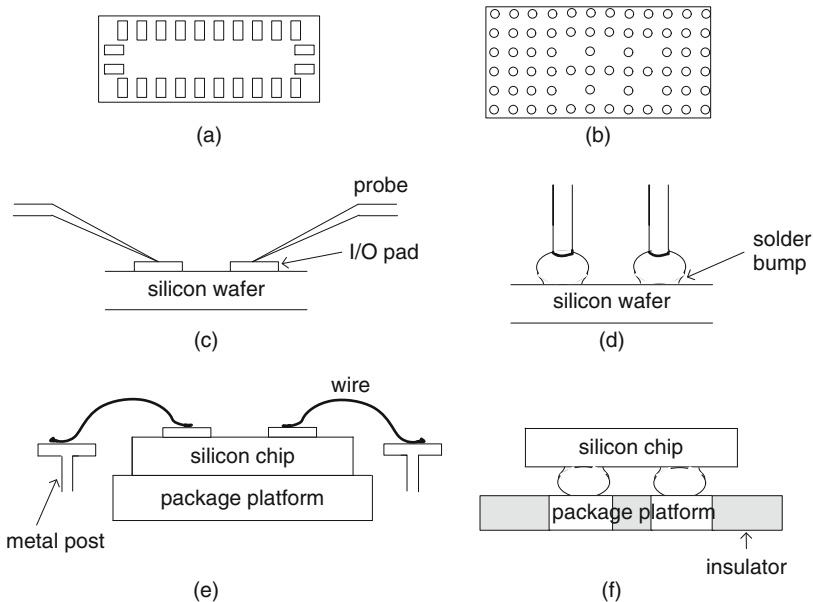 (a)
(b)
probe
I/O pad
silicon wafer
(c)
solder
bump
silicon wafer
(d)
wire
silicon chip
package platform
metal post
(e)
silicon chip
package platform
insulator
(f)